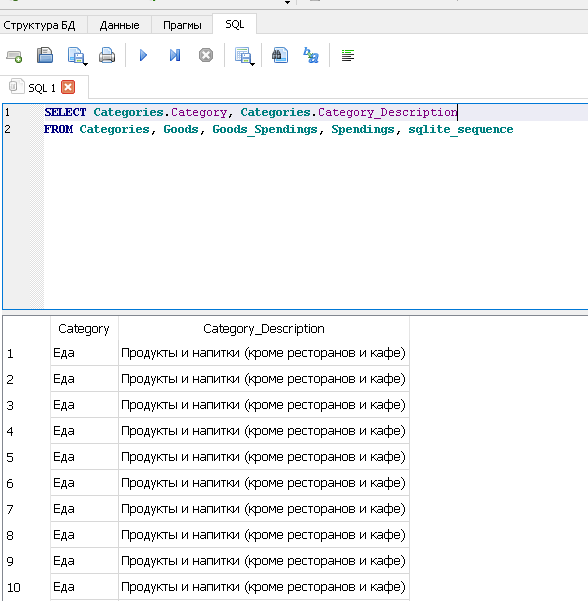 Структура БД Данные Прагмы SQL
SQL 1
1 SELECT Categories.Category, Categories.Category_Description
2 FROM Categories, Goods, Goods_Spendings, Spendings, sqlite_sequence
Category Category_Description
1 Еда Продукты и напитки (кроме ресторанов и кафе)
2 Еда Продукты и напитки (кроме ресторанов и кафе)
3 Еда Продукты и напитки (кроме ресторанов и кафе)
4 Еда Продукты и напитки (кроме ресторанов и кафе)
5 Еда Продукты и напитки (кроме ресторанов и кафе)
6 Еда Продукты и напитки (кроме ресторанов и кафе)
7 Еда Продукты и напитки (кроме ресторанов и кафе)
8 Еда Продукты и напитки (кроме ресторанов и кафе)
9 Еда Продукты и напитки (кроме ресторанов и кафе)
10 Еда Продукты и напитки (кроме ресторанов и кафе)